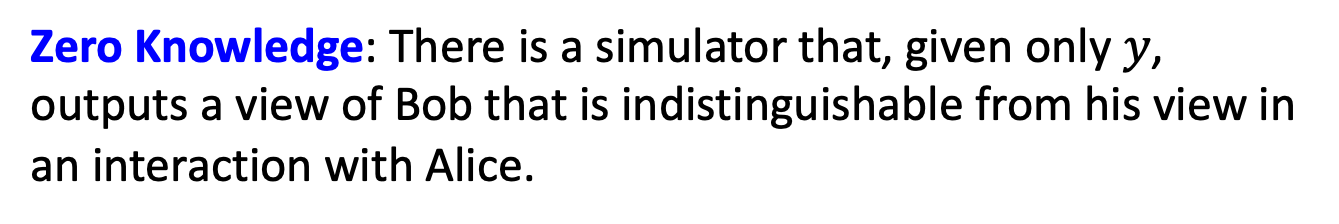 Zero Knowledge: There is a simulator that, given only y,
outputs a view of Bob that is indistinguishable from his view in
an interaction with Alice.